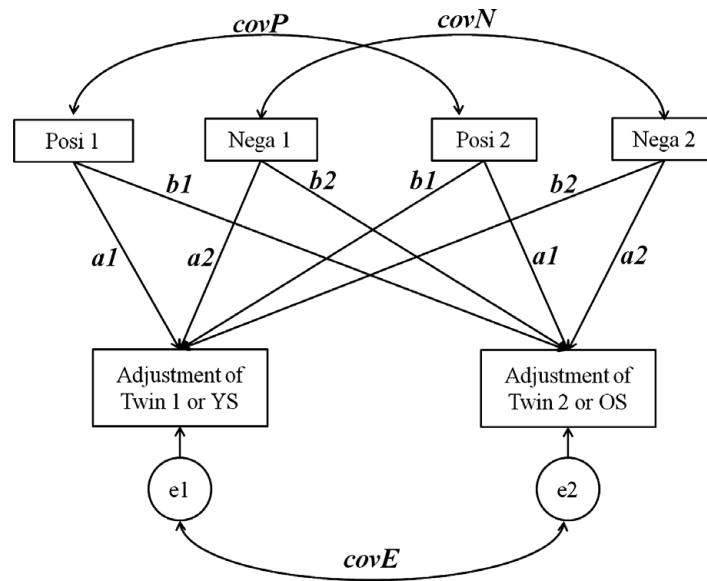 covP
covN
Posi 1
Nega 1
Posi 2
Nega 2
b1
b2
b1
b2
a1
a2
a1
a2
Adjustment of
Twin 1 or YS
Adjustment of
Twin 2 or OS
e1
e2
covE